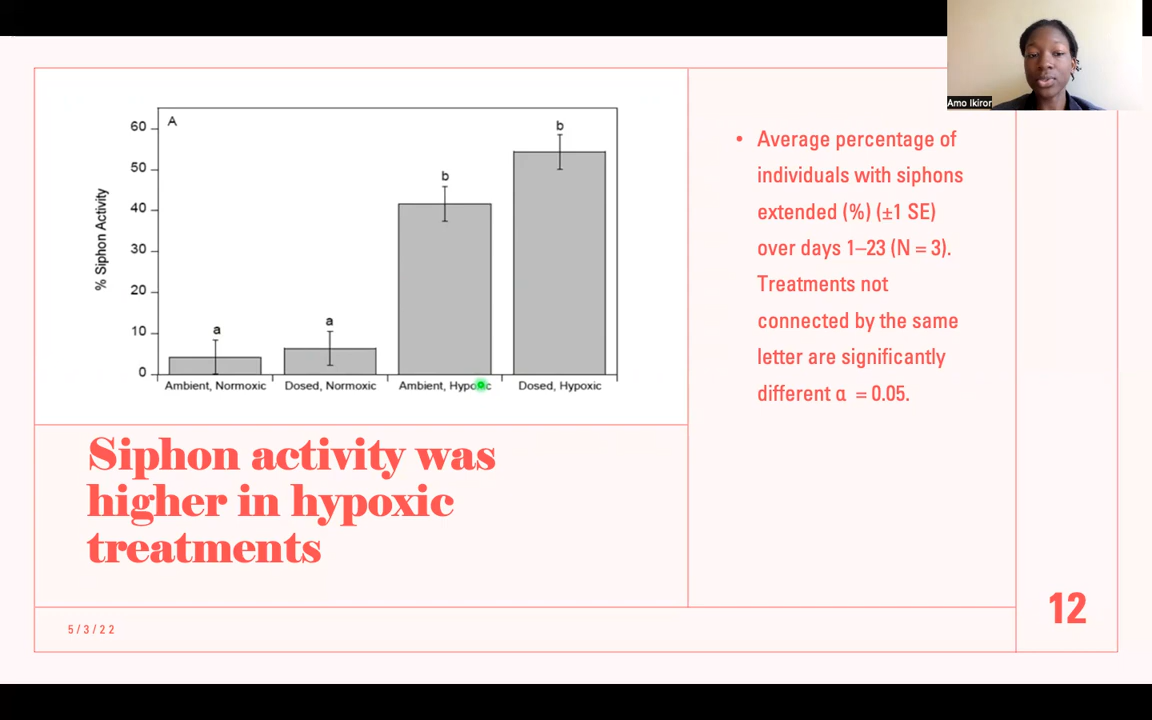 Amo Ikiror
A
60
50
40
30
20
10
0
% Siphon Activity
a
a
b
b
Ambient, Normoxic
Dosed, Normoxic
Ambient, Hypoxic
Dosed, Hypoxic
• Average percentage of
individuals with siphons
extended (%) (±1 SE)
over days 1–23 (N = 3).
Treatments not
connected by the same
letter are significantly
different α = 0.05.
Siphon activity was
higher in hypoxic
treatments
5/3/22
12